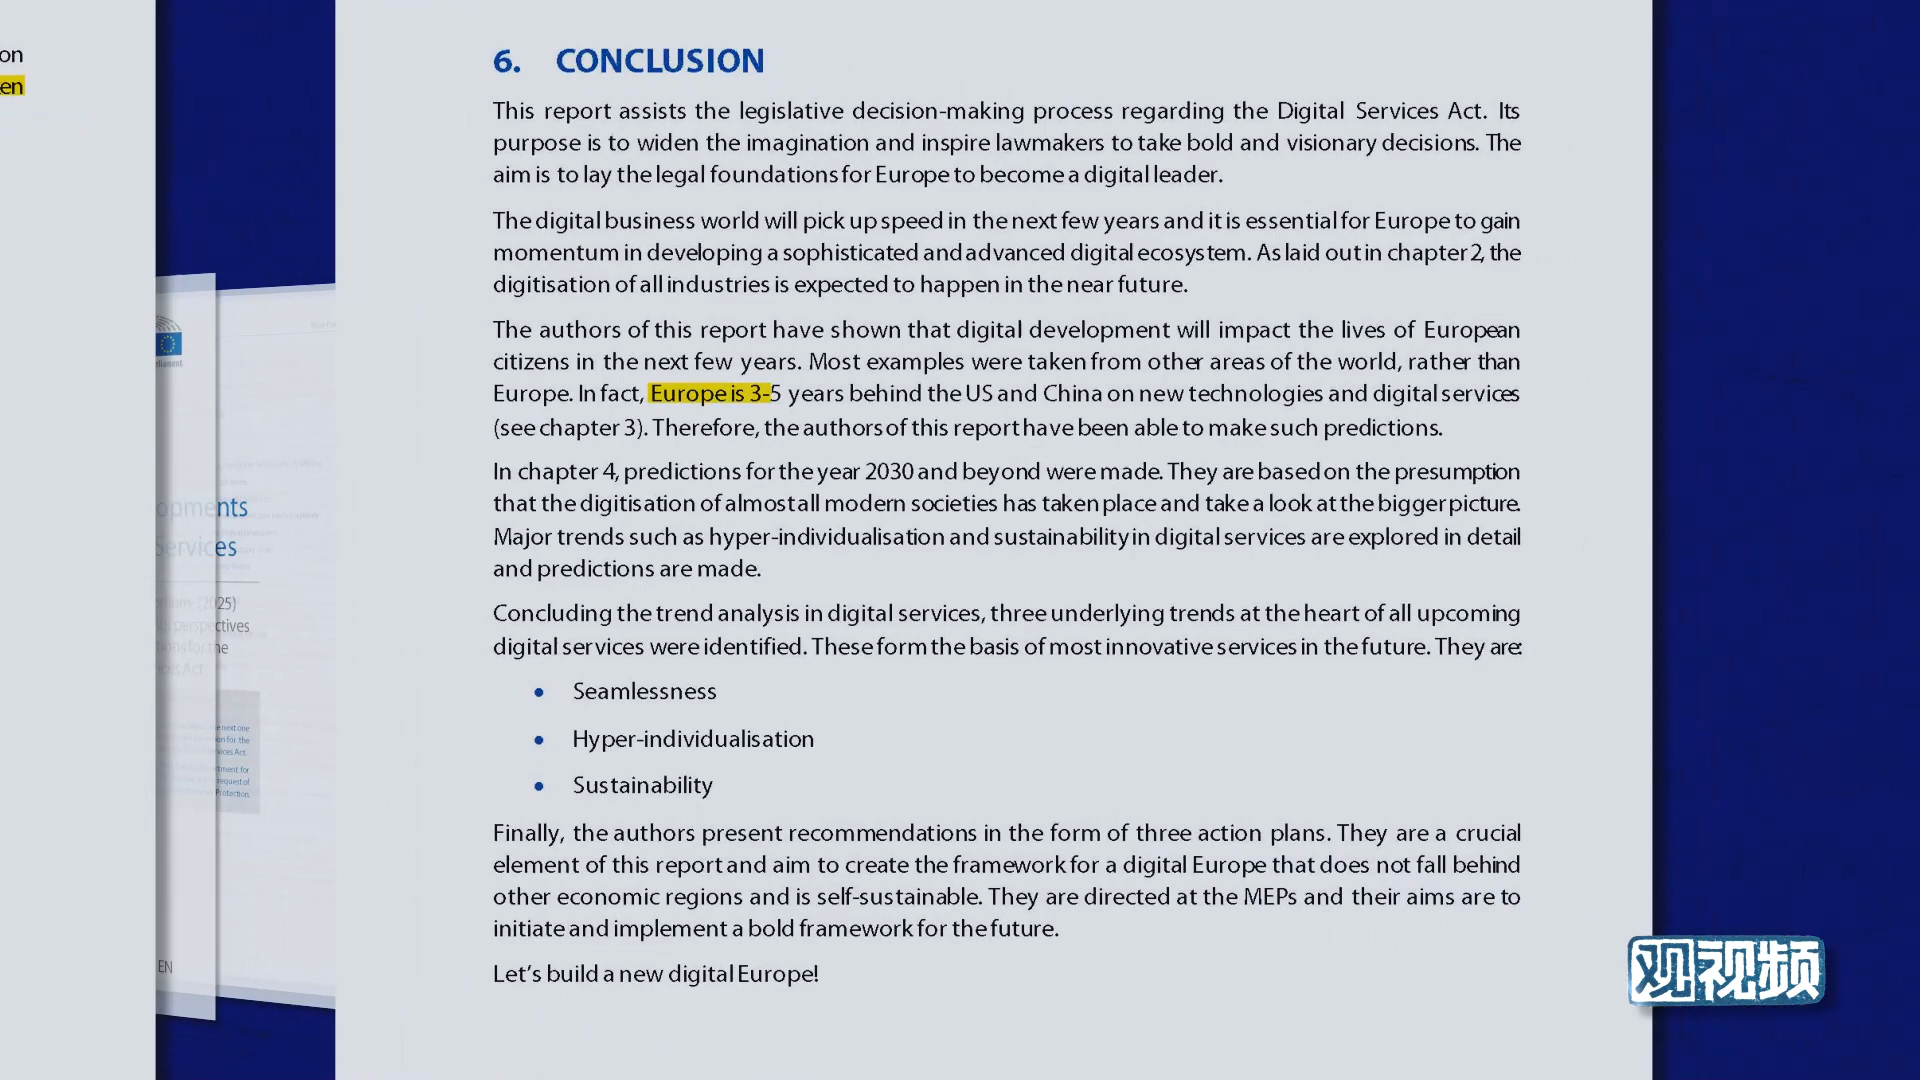 on
en
6. CONCLUSION
This report assists the legislative decision-making process regarding the Digital Services Act. Its
purpose is to widen the imagination and inspire lawmakers to take bold and visionary decisions. The
aim is to lay the legal foundations for Europe to become a digital leader.
The digital business world will pick up speed in the next few years and it is essential for Europe to gain
momentum in developing a sophisticated and advanced digital ecosystem. As laid out in chapter 2, the
digitisation of all industries is expected to happen in the near future.
The authors of this report have shown that digital development will impact the lives of European
citizens in the next few years. Most examples were taken from other areas of the world, rather than
Europe. In fact, Europe is 3-5 years behind the US and China on new technologies and digital services
(see chapter 3). Therefore, the authors of this report have been able to make such predictions.
In chapter 4, predictions for the year 2030 and beyond were made. They are based on the presumption
that the digitisation of almost all modern societies has taken place and take a look at the bigger picture.
Major trends such as hyper-individualisation and sustainability in digital services are explored in detail
and predictions are made.
Concluding the trend analysis in digital services, three underlying trends at the heart of all upcoming
digital services were identified. These form the basis of most innovative services in the future. They are:
• Seamlessness
• Hyper-individualisation
• Sustainability
Finally, the authors present recommendations in the form of three action plans. They are a crucial
element of this report and aim to create the framework for a digital Europe that does not fall behind
other economic regions and is self-sustainable. They are directed at the MEPs and their aims are to
initiate and implement a bold framework for the future.
Let's build a new digital Europe!
opments
Services
(2025)
perspectives
for the
Act
next one
for the
Act.
tment for
request of
Protection.
EN
观视频